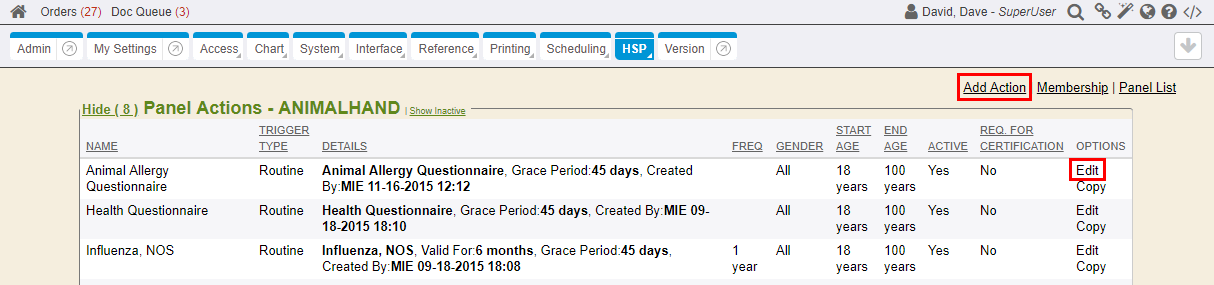 Orders (27) Doc Queue (3) David, Dave - SuperUser
Admin My Settings Access Chart System Interface Reference Printing Scheduling HSP Version
Add Action Membership | Panel List
Hide ( 8 ) Panel Actions - ANIMALHAND | Show Inactive
TRIGGER START END REQ. FOR
NAME TYPE DETAILS FREQ GENDER AGE AGE ACTIVE CERTIFICATION OPTIONS
Animal Allergy Routine Animal Allergy Questionnaire, Grace Period:45 days, Created All 18 100 Yes No Edit
Questionnaire By:MIE 11-16-2015 12:12 years years Copy
Health Questionnaire Routine Health Questionnaire, Grace Period:45 days, Created By:MIE 09- All 18 100 Yes No Edit
18-2015 18:10 years years Copy
Influenza, NOS Routine Influenza, NOS, Valid For:6 months, Grace Period:45 days, 1 All 18 100 Yes No Edit
Created By:MIE 09-18-2015 18:08 year years years Copy